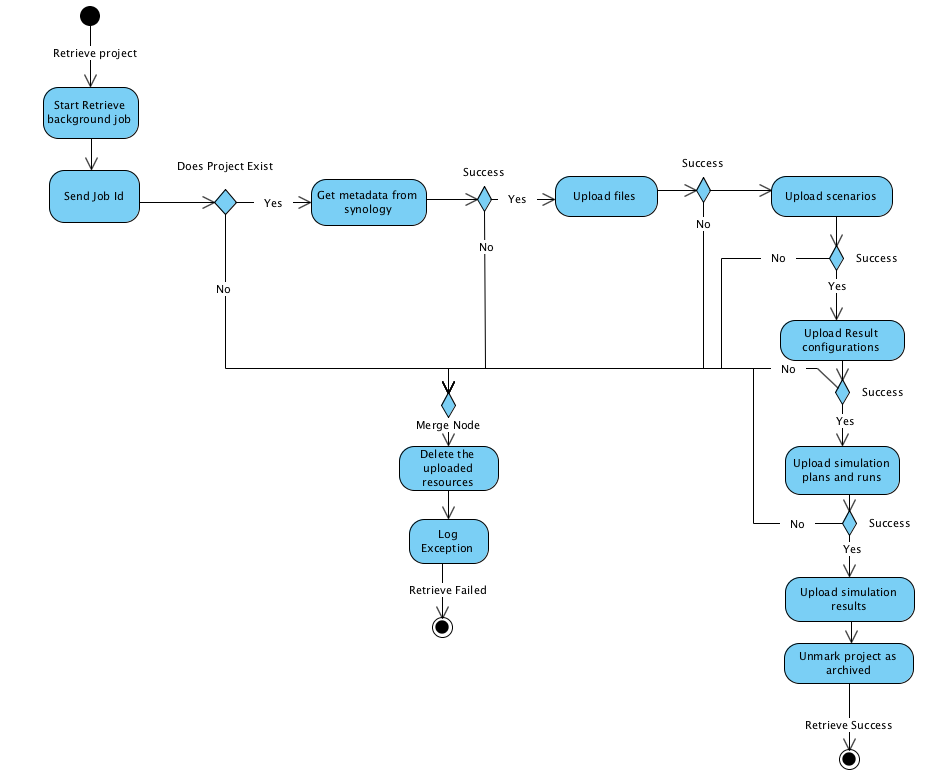 Retrieve project
Start Retrieve
background job
Send Job Id
Does Project Exist
Yes
No
Get metadata from
synology
Success
Yes
No
Upload files
Success
No
Upload scenarios
Success
No
Yes
Upload Result
configurations
No
Success
Yes
Upload simulation
plans and runs
No
Success
Yes
Upload simulation
results
Unmark project as
archived
Retrieve Success
Merge Node
Delete the
uploaded
resources
Log
Exception
Retrieve Failed